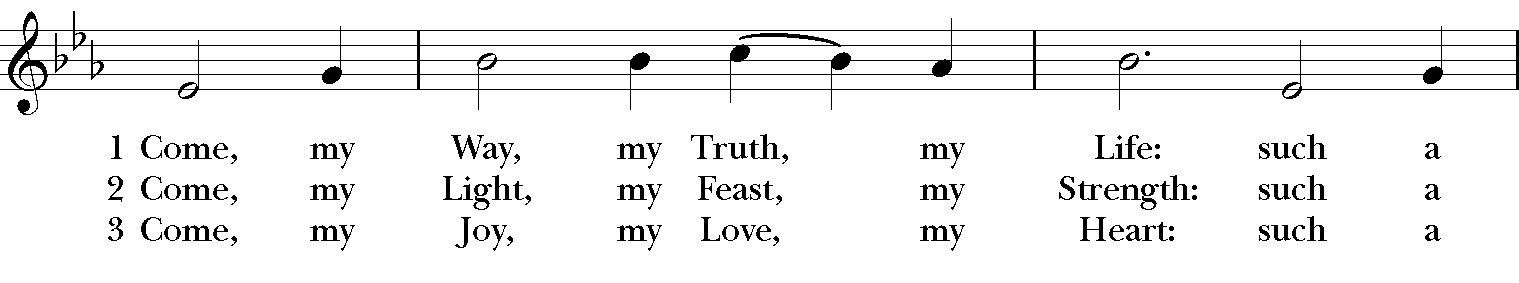 1 Come, my Way, my Truth, my Life: such a
2 Come, my Light, my Feast, my Strength: such a
3 Come, my Joy, my Love, my Heart: such a